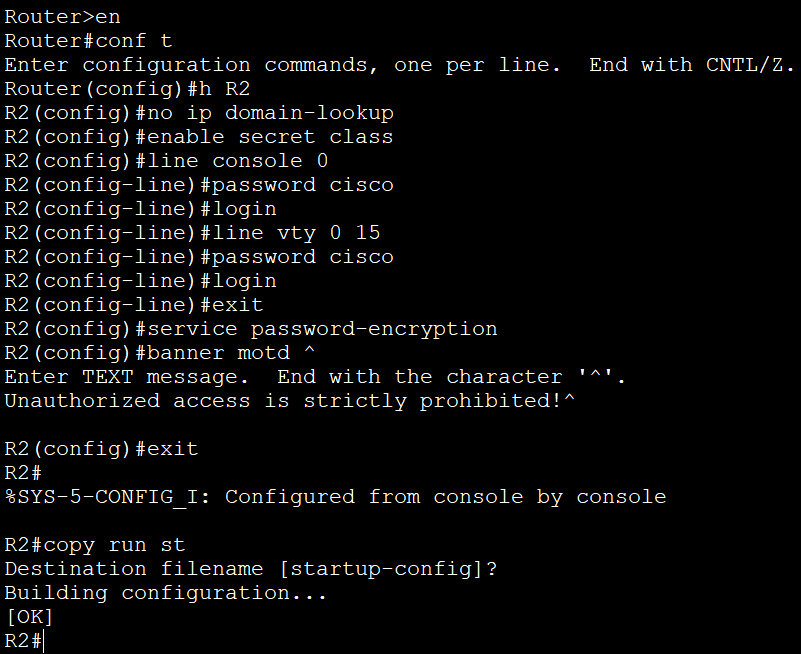 Router>en
Router#conf t
Enter configuration commands, one per line.  End with CNTL/Z.
Router(config)#h R2
R2(config)#no ip domain-lookup
R2(config)#enable secret class
R2(config)#line console 0
R2(config-line)#password cisco
R2(config-line)#login
R2(config-line)#line vty 0 15
R2(config-line)#password cisco
R2(config-line)#login
R2(config-line)#exit
R2(config)#service password-encryption
R2(config)#banner motd ^
Enter TEXT message.  End with the character '^'.
Unauthorized access is strictly prohibited!^
R2(config)#exit
R2#
%SYS-5-CONFIG_I: Configured from console by console
R2#copy run st
Destination filename [startup-config]?
Building configuration...
[OK]
R2#